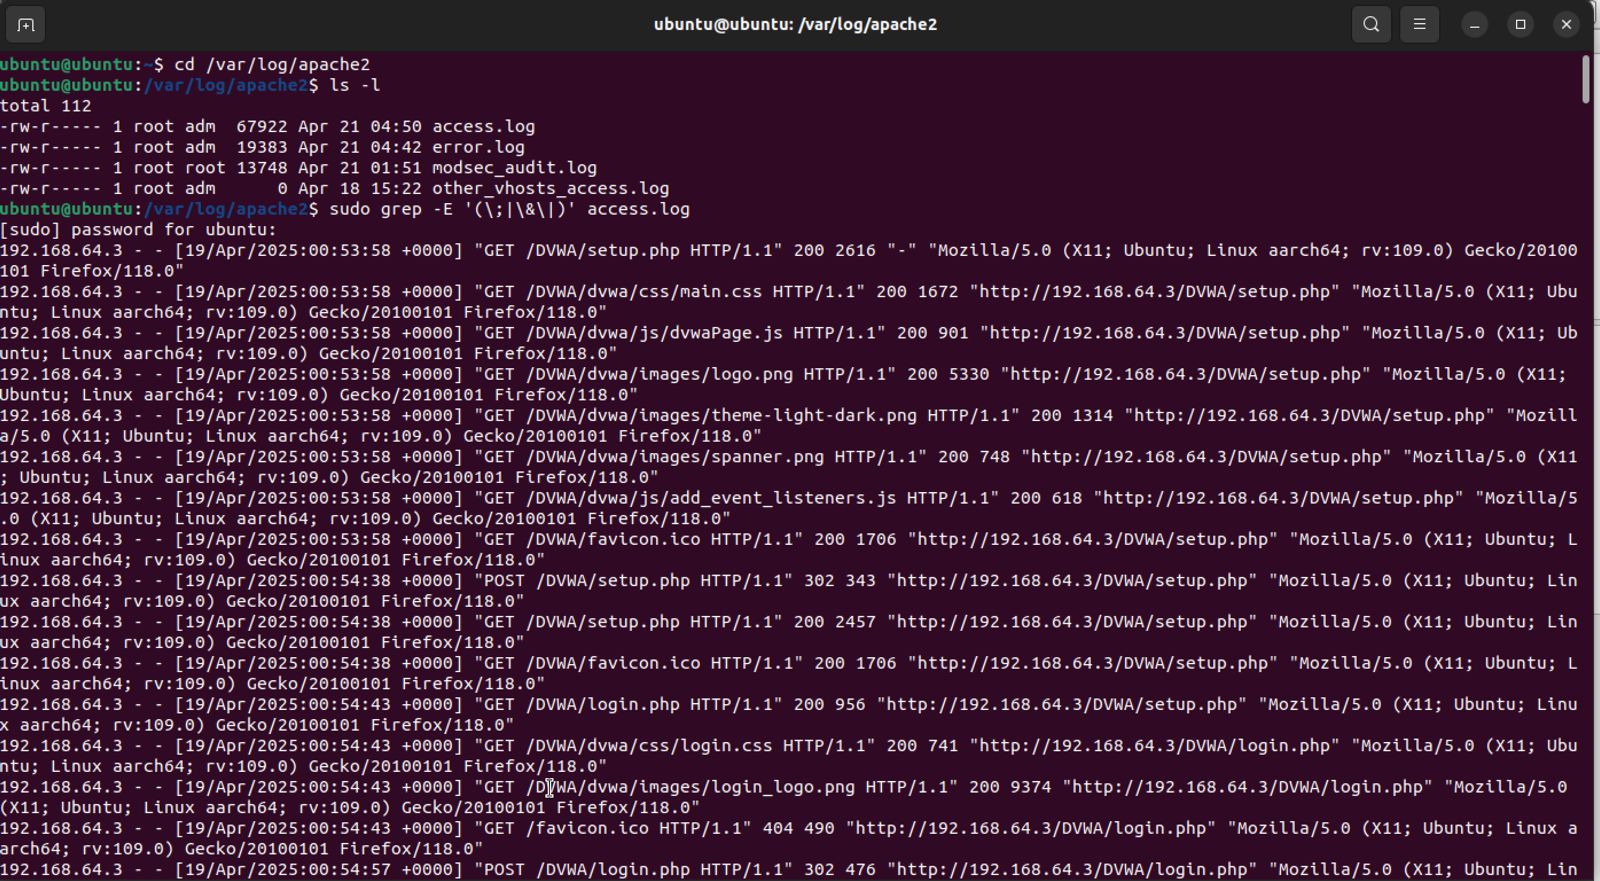 ubuntu@ubuntu: /var/log/apache2
ubuntu@ubuntu:~$ cd /var/log/apache2
ubuntu@ubuntu:/var/log/apache2$ ls -l
total 112
-rw-r----- 1 root adm  67922 Apr 21 04:50 access.log
-rw-r----- 1 root adm  19383 Apr 21 04:42 error.log
-rw-r----- 1 root root 13748 Apr 21 01:51 modsec_audit.log
-rw-r----- 1 root adm      0 Apr 18 15:22 other_vhosts_access.log
ubuntu@ubuntu:/var/log/apache2$ sudo grep -E '(\;|\&\|)' access.log
[sudo] password for ubuntu:
192.168.64.3 - - [19/Apr/2025:00:53:58 +0000] "GET /DVWA/setup.php HTTP/1.1" 200 2616 "-" "Mozilla/5.0 (X11; Ubuntu; Linux aarch64; rv:109.0) Gecko/20100
101 Firefox/118.0"
192.168.64.3 - - [19/Apr/2025:00:53:58 +0000] "GET /DVWA/dvwa/css/main.css HTTP/1.1" 200 1672 "http://192.168.64.3/DVWA/setup.php" "Mozilla/5.0 (X11; Ubu
ntu; Linux aarch64; rv:109.0) Gecko/20100101 Firefox/118.0"
192.168.64.3 - - [19/Apr/2025:00:53:58 +0000] "GET /DVWA/dvwa/js/dvwaPage.js HTTP/1.1" 200 901 "http://192.168.64.3/DVWA/setup.php" "Mozilla/5.0 (X11; Ub
untu; Linux aarch64; rv:109.0) Gecko/20100101 Firefox/118.0"
192.168.64.3 - - [19/Apr/2025:00:53:58 +0000] "GET /DVWA/dvwa/images/logo.png HTTP/1.1" 200 5330 "http://192.168.64.3/DVWA/setup.php" "Mozilla/5.0 (X11;
Ubuntu; Linux aarch64; rv:109.0) Gecko/20100101 Firefox/118.0"
192.168.64.3 - - [19/Apr/2025:00:53:58 +0000] "GET /DVWA/dvwa/images/theme-light-dark.png HTTP/1.1" 200 1314 "http://192.168.64.3/DVWA/setup.php" "Mozill
a/5.0 (X11; Ubuntu; Linux aarch64; rv:109.0) Gecko/20100101 Firefox/118.0"
192.168.64.3 - - [19/Apr/2025:00:53:58 +0000] "GET /DVWA/dvwa/images/spanner.png HTTP/1.1" 200 748 "http://192.168.64.3/DVWA/setup.php" "Mozilla/5.0 (X11
; Ubuntu; Linux aarch64; rv:109.0) Gecko/20100101 Firefox/118.0"
192.168.64.3 - - [19/Apr/2025:00:53:58 +0000] "GET /DVWA/dvwa/js/add_event_listeners.js HTTP/1.1" 200 618 "http://192.168.64.3/DVWA/setup.php" "Mozilla/5
.0 (X11; Ubuntu; Linux aarch64; rv:109.0) Gecko/20100101 Firefox/118.0"
192.168.64.3 - - [19/Apr/2025:00:53:58 +0000] "GET /DVWA/favicon.ico HTTP/1.1" 200 1706 "http://192.168.64.3/DVWA/setup.php" "Mozilla/5.0 (X11; Ubuntu; L
inux aarch64; rv:109.0) Gecko/20100101 Firefox/118.0"
192.168.64.3 - - [19/Apr/2025:00:54:38 +0000] "POST /DVWA/setup.php HTTP/1.1" 302 343 "http://192.168.64.3/DVWA/setup.php" "Mozilla/5.0 (X11; Ubuntu; Lin
ux aarch64; rv:109.0) Gecko/20100101 Firefox/118.0"
192.168.64.3 - - [19/Apr/2025:00:54:38 +0000] "GET /DVWA/setup.php HTTP/1.1" 200 2457 "http://192.168.64.3/DVWA/setup.php" "Mozilla/5.0 (X11; Ubuntu; Lin
ux aarch64; rv:109.0) Gecko/20100101 Firefox/118.0"
192.168.64.3 - - [19/Apr/2025:00:54:38 +0000] "GET /DVWA/favicon.ico HTTP/1.1" 200 1706 "http://192.168.64.3/DVWA/setup.php" "Mozilla/5.0 (X11; Ubuntu; L
inux aarch64; rv:109.0) Gecko/20100101 Firefox/118.0"
192.168.64.3 - - [19/Apr/2025:00:54:43 +0000] "GET /DVWA/login.php HTTP/1.1" 200 956 "http://192.168.64.3/DVWA/setup.php" "Mozilla/5.0 (X11; Ubuntu; Linu
x aarch64; rv:109.0) Gecko/20100101 Firefox/118.0"
192.168.64.3 - - [19/Apr/2025:00:54:43 +0000] "GET /DVWA/dvwa/css/login.css HTTP/1.1" 200 741 "http://192.168.64.3/DVWA/login.php" "Mozilla/5.0 (X11; Ubu
ntu; Linux aarch64; rv:109.0) Gecko/20100101 Firefox/118.0"
192.168.64.3 - - [19/Apr/2025:00:54:43 +0000] "GET /DVWA/dvwa/images/login_logo.png HTTP/1.1" 200 9374 "http://192.168.64.3/DVWA/login.php" "Mozilla/5.0
(X11; Ubuntu; Linux aarch64; rv:109.0) Gecko/20100101 Firefox/118.0"
192.168.64.3 - - [19/Apr/2025:00:54:43 +0000] "GET /favicon.ico HTTP/1.1" 404 490 "http://192.168.64.3/DVWA/login.php" "Mozilla/5.0 (X11; Ubuntu; Linux a
arch64; rv:109.0) Gecko/20100101 Firefox/118.0"
192.168.64.3 - - [19/Apr/2025:00:54:57 +0000] "POST /DVWA/login.php HTTP/1.1" 302 476 "http://192.168.64.3/DVWA/login.php" "Mozilla/5.0 (X11; Ubuntu; Lin